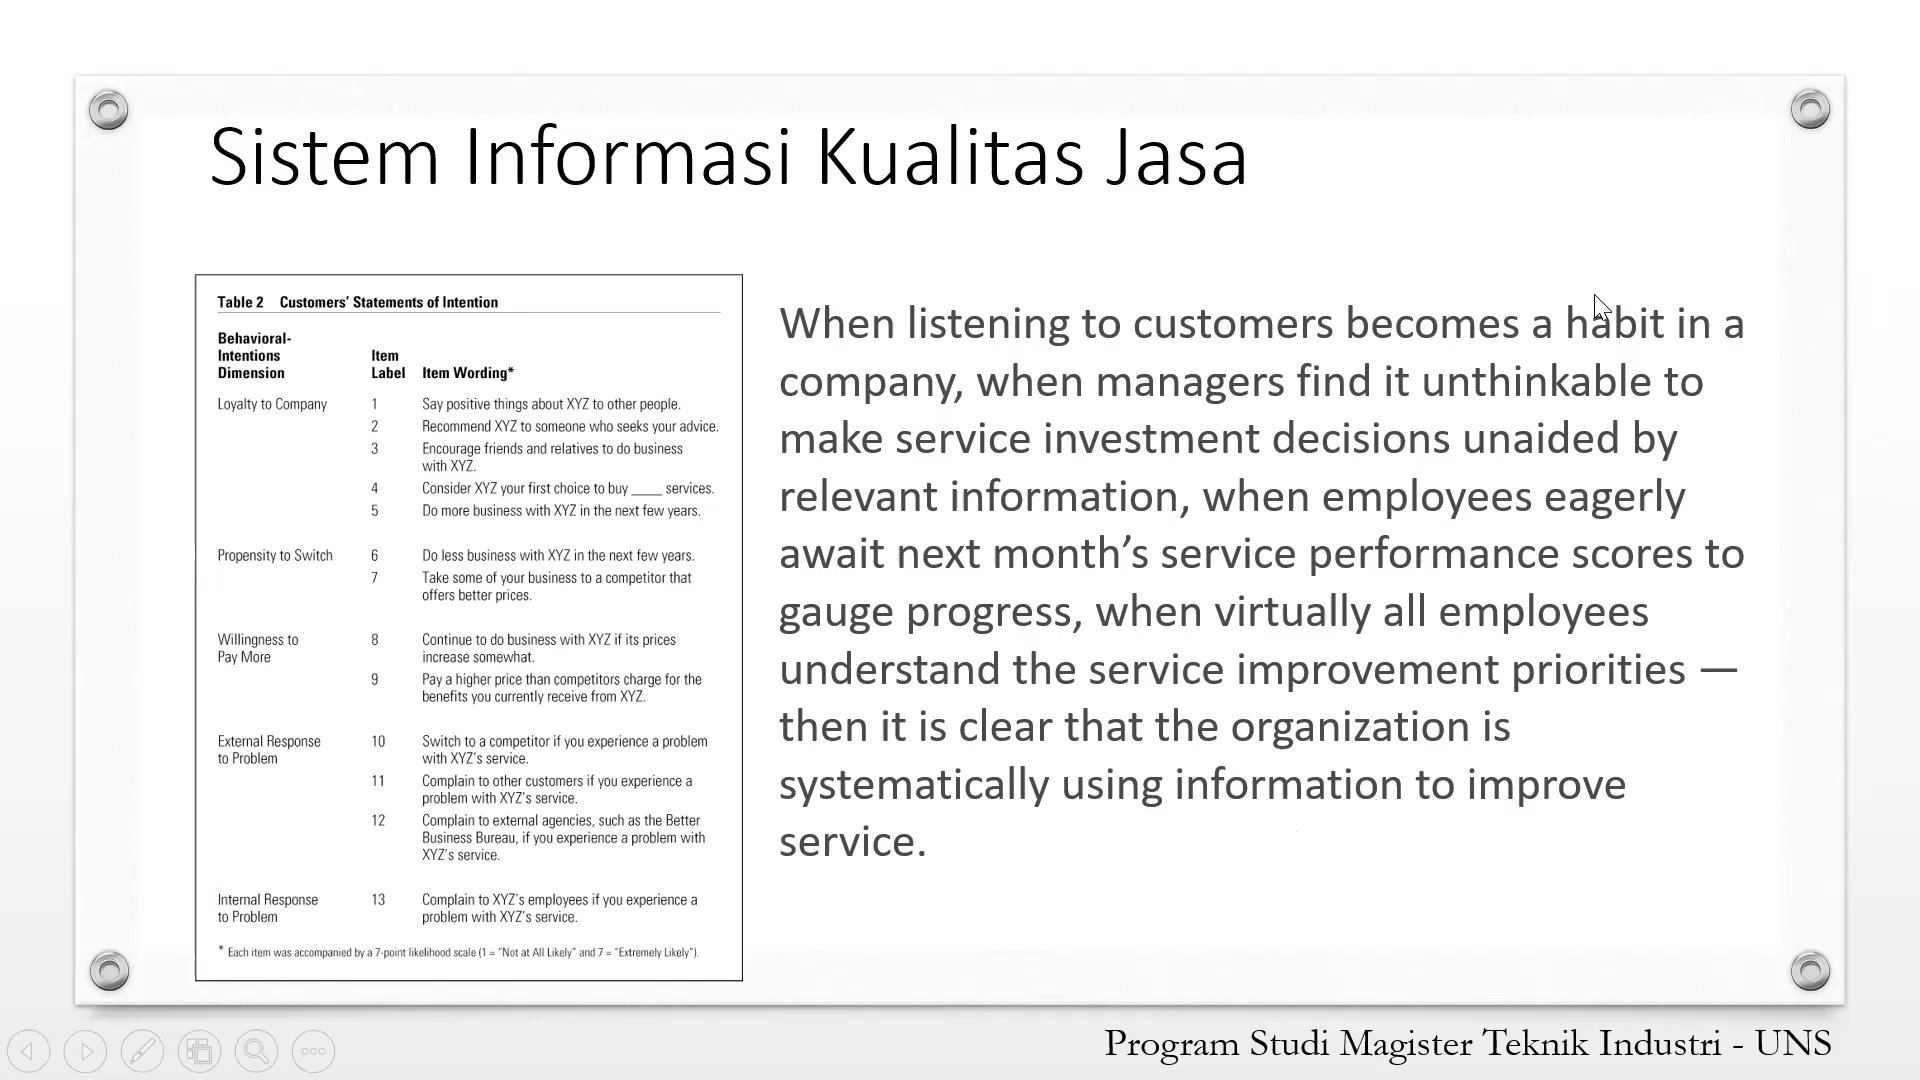 Sistem Informasi Kualitas Jasa
Table 2 Customers' Statements of Intention
Behavioral-
Intentions
Dimension
Item
Label
Item Wording*
Loyalty to Company
1 Say positive things about XYZ to other people.
2 Recommend XYZ to someone who seeks your advice.
3 Encourage friends and relatives to do business
with XYZ.
4 Consider XYZ your first choice to buy ____ services.
5 Do more business with XYZ in the next few years.
Propensity to Switch
6 Do less business with XYZ in the next few years.
7 Take some of your business to a competitor that
offers better prices.
Willingness to
Pay More
8 Continue to do business with XYZ if its prices
increase somewhat.
9 Pay a higher price than competitors charge for the
benefits you currently receive from XYZ.
External Response
to Problem
10 Switch to a competitor if you experience a problem
with XYZ's service.
11 Complain to other customers if you experience a
problem with XYZ's service.
12 Complain to external agencies, such as the Better
Business Bureau, if you experience a problem with
XYZ's service.
Internal Response
to Problem
13 Complain to XYZ's employees if you experience a
problem with XYZ's service.
* Each item was accompanied by a 7-point likelihood scale (1 = "Not at All Likely" and 7 = "Extremely Likely").
When listening to customers becomes a habit in a
company, when managers find it unthinkable to
make service investment decisions unaided by
relevant information, when employees eagerly
await next month's service performance scores to
gauge progress, when virtually all employees
understand the service improvement priorities —
then it is clear that the organization is
systematically using information to improve
service.
Program Studi Magister Teknik Industri - UNS